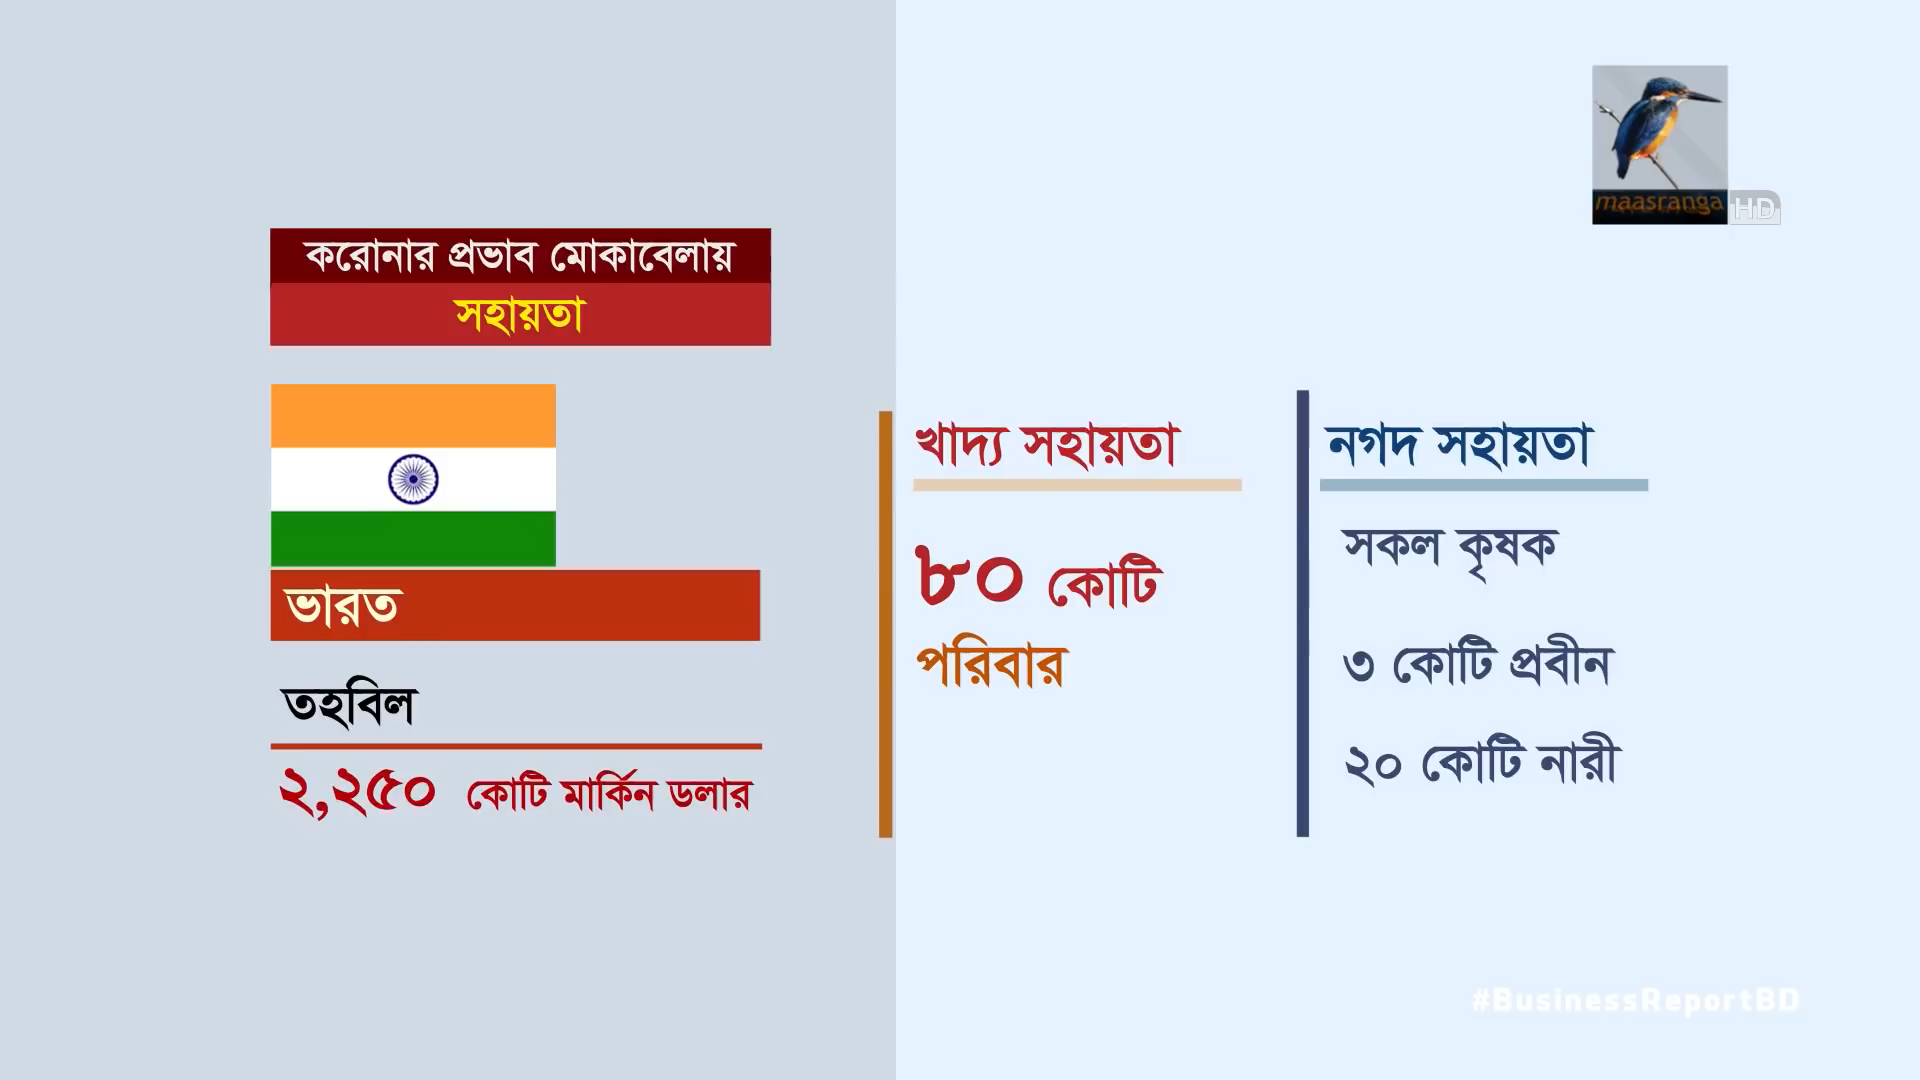 করোনার প্রভাব মোকাবেলায়
সহায়তা
ভারত
তহবিল
২,২৫০ কোটি মার্কিন ডলার
খাদ্য সহায়তা
৮০ কোটি
পরিবার
নগদ সহায়তা
সকল কৃষক
৩ কোটি প্রবীন
২০ কোটি নারী
maasranga HD
#BusinessReportBD